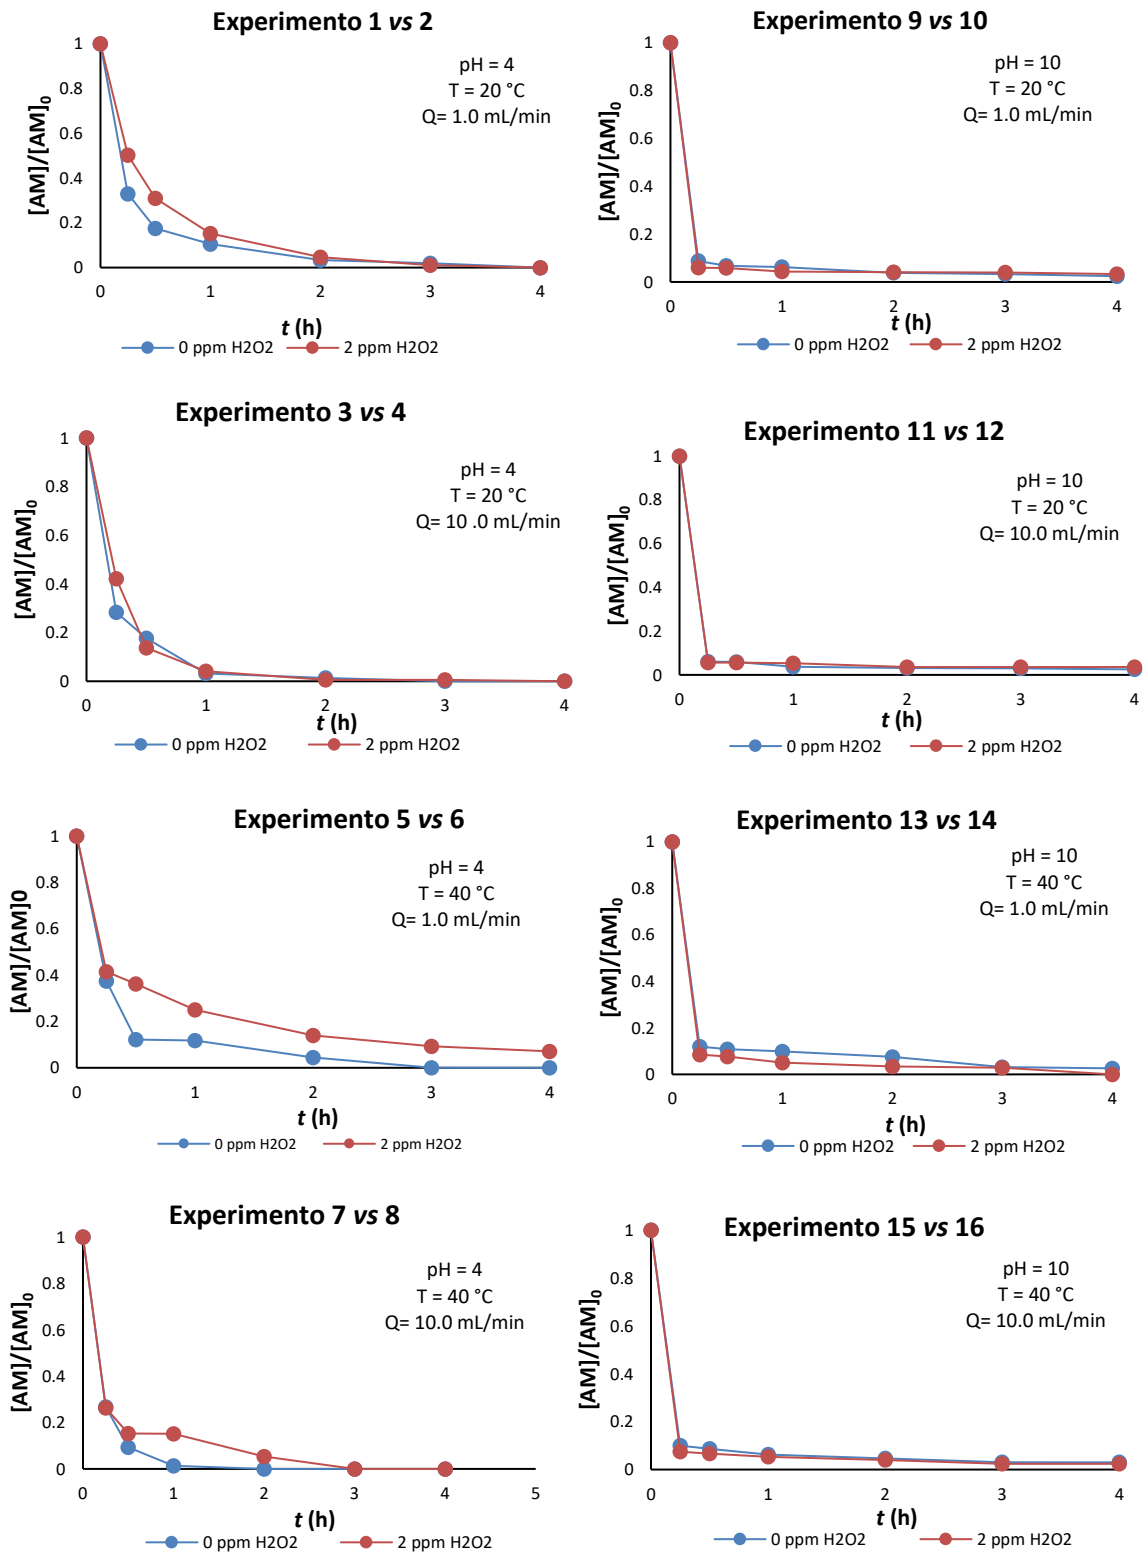 Experimento 1 vs 2
1
0.8
0.6
0.4
0.2
0
[AM]/[AM]0
pH = 4
T = 20 °C
Q= 1.0 mL/min
0 1 2 3 4
t (h)
0 ppm H2O2 2 ppm H2O2
Experimento 9 vs 10
1
0.8
0.6
0.4
0.2
0
[AM]/[AM]0
pH = 10
T = 20 °C
Q= 1.0 mL/min
0 1 2 3 4
t (h)
0 ppm H2O2 2 ppm H2O2
Experimento 3 vs 4
1
0.8
0.6
0.4
0.2
0
[AM]/[AM]0
pH = 4
T = 20 °C
Q= 10 .0 mL/min
0 1 2 3 4
t (h)
0 ppm H2O2 2 ppm H2O2
Experimento 11 vs 12
1
0.8
0.6
0.4
0.2
0
[AM]/[AM]0
pH = 10
T = 20 °C
Q= 10.0 mL/min
0 1 2 3 4
t (h)
0 ppm H2O2 2 ppm H2O2
Experimento 5 vs 6
1
0.8
0.6
0.4
0.2
0
[AM]/[AM]0
pH = 4
T = 40 °C
Q= 1.0 mL/min
0 1 2 3 4
t (h)
0 ppm H2O2 2 ppm H2O2
Experimento 13 vs 14
1
0.8
0.6
0.4
0.2
0
[AM]/[AM]0
pH = 10
T = 40 °C
Q= 1.0 mL/min
0 1 2 3 4
t (h)
0 ppm H2O2 2 ppm H2O2
Experimento 7 vs 8
1
0.8
0.6
0.4
0.2
0
[AM]/[AM]0
pH = 4
T = 40 °C
Q= 10.0 mL/min
0 1 2 3 4 5
t (h)
0 ppm H2O2 2 ppm H2O2
Experimento 15 vs 16
1
0.8
0.6
0.4
0.2
0
[AM]/[AM]0
pH = 10
T = 40 °C
Q= 10.0 mL/min
0 1 2 3 4
t (h)
0 ppm H2O2 2 ppm H2O2